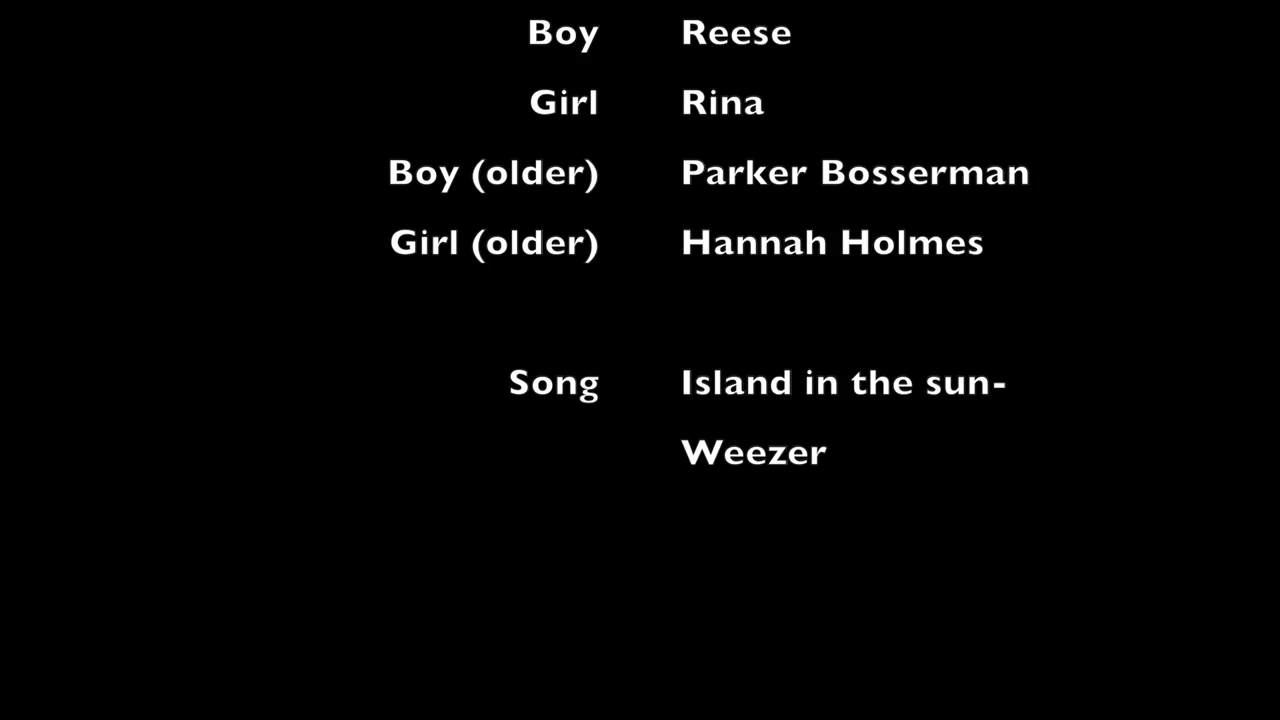 Boy Reese
Girl Rina
Boy (older) Parker Bosserman
Girl (older) Hannah Holmes
Song Island in the sun-
Weezer